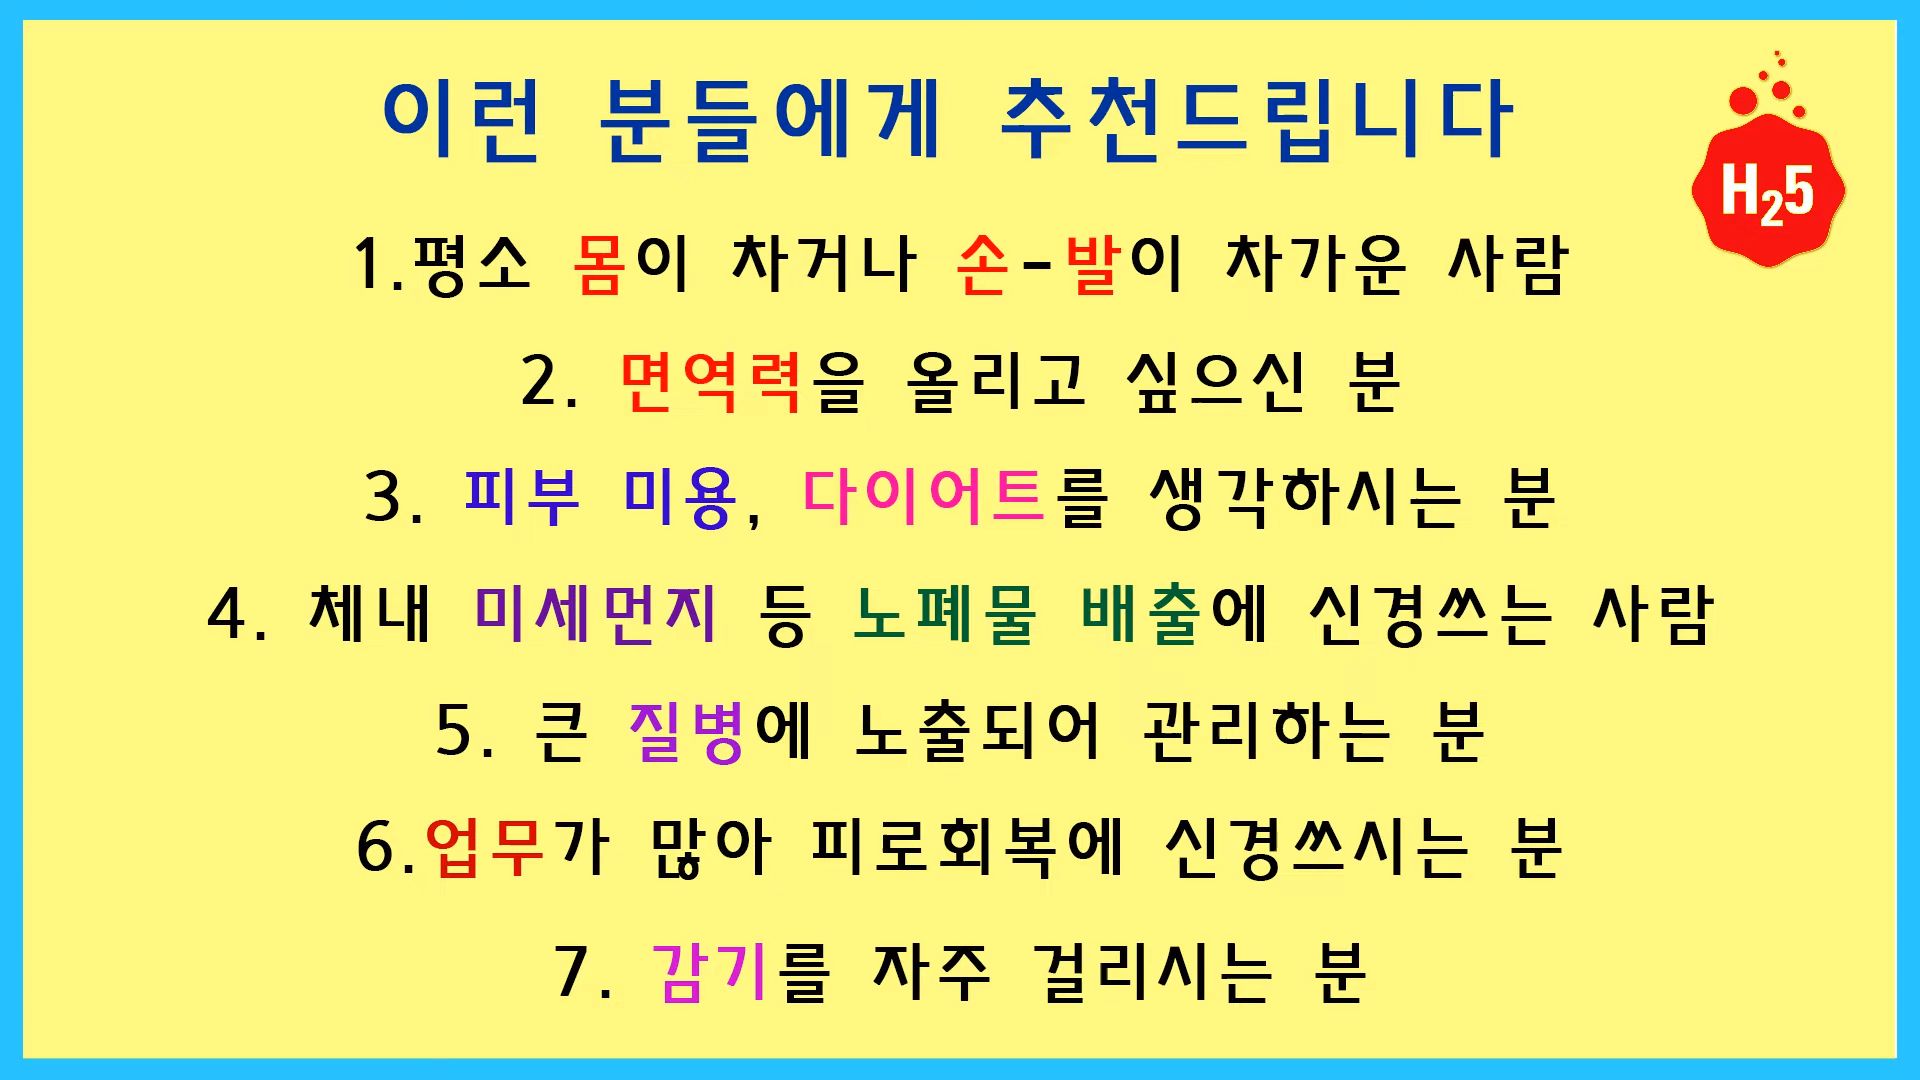 이런 분들에게 추천드립니다
H₂5
1.평소 몸이 차거나 손-발이 차가운 사람
2. 면역력을 올리고 싶으신 분
3. 피부 미용, 다이어트를 생각하시는 분
4. 체내 미세먼지 등 노폐물 배출에 신경쓰는 사람
5. 큰 질병에 노출되어 관리하는 분
6.업무가 많아 피로회복에 신경쓰시는 분
7. 감기를 자주 걸리시는 분